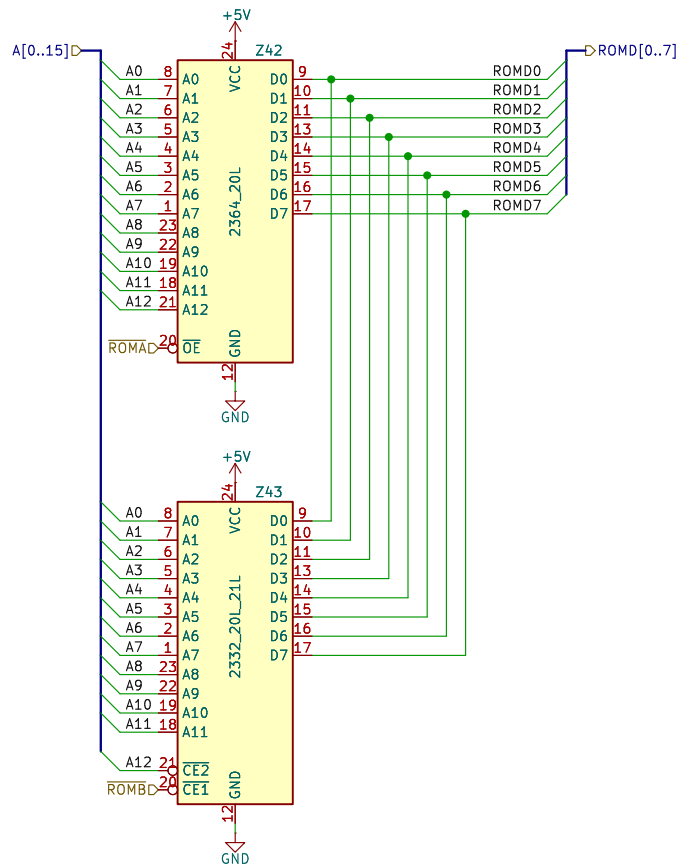 +5V
A[0..15]
ROMD[0..7]
24
Z42
VCC
A0 8 A0 D0 9 ROMD0
A1 7 A1 D1 10 ROMD1
A2 6 A2 D2 11 ROMD2
A3 5 A3 D3 13 ROMD3
A4 4 A4 D4 14 ROMD4
A5 3 A5 D5 15 ROMD5
A6 2 A6 D6 16 ROMD6
A7 1 A7 D7 17 ROMD7
A8 23 A8
A9 22 A9
A10 19 A10
A11 18 A11
A12 21 A12
2364_20L
ROMA 20 OE
GND
12
GND
+5V
24
Z43
VCC
A0 8 A0 D0 9
A1 7 A1 D1 10
A2 6 A2 D2 11
A3 5 A3 D3 13
A4 4 A4 D4 14
A5 3 A5 D5 15
A6 2 A6 D6 16
A7 1 A7 D7 17
A8 23 A8
A9 22 A9
A10 19 A10
A11 18 A11
2332_20L_21L
A12 21 CE2
ROMB 20 CE1
GND
12
GND